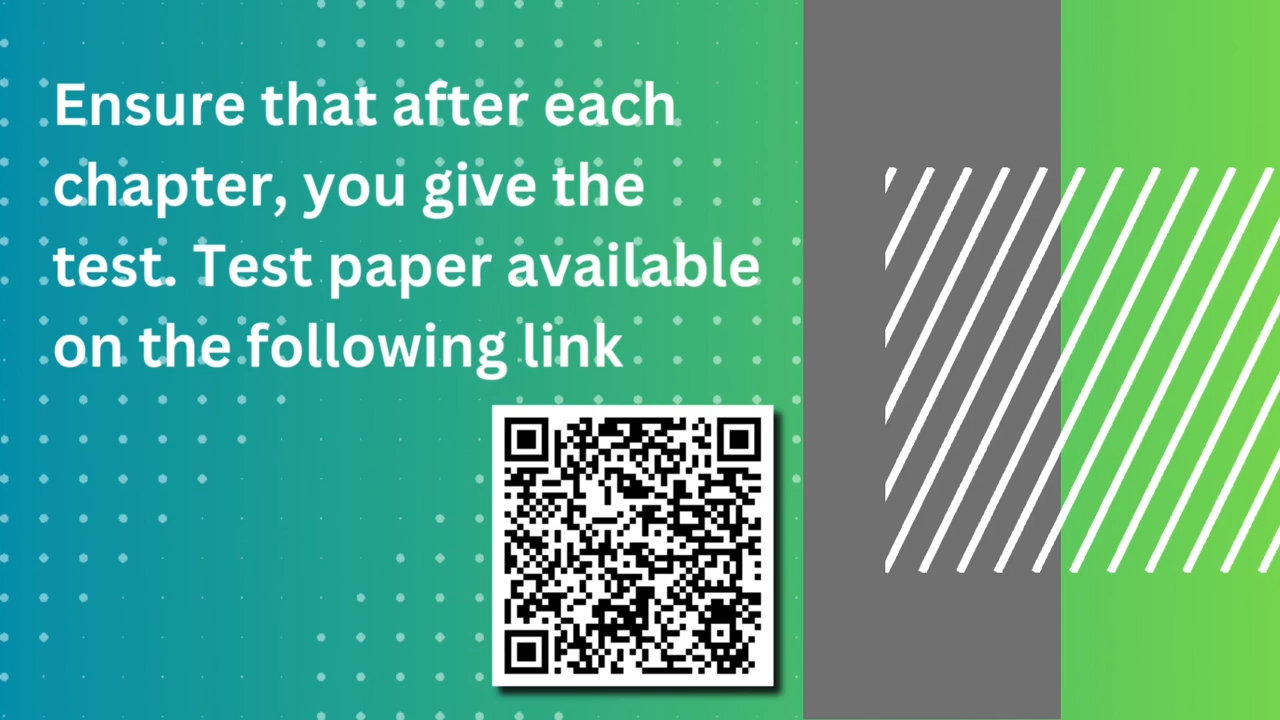 Ensure that after each
chapter, you give the
test. Test paper available
on the following link